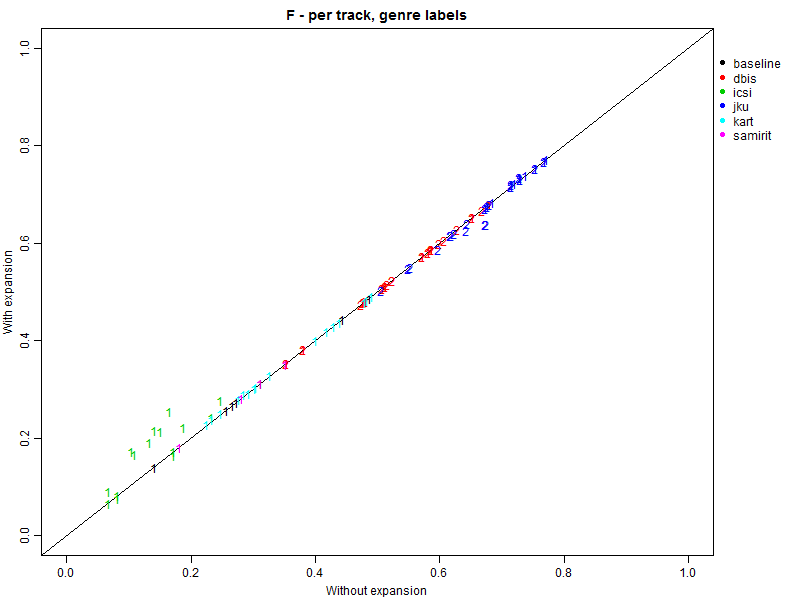 F - per track, genre labels
baseline
dbis
icsi
jku
kart
samirit
With expansion
1.0
0.8
0.6
0.4
0.2
0.0
0.0 0.2 0.4 0.6 0.8 1.0
Without expansion